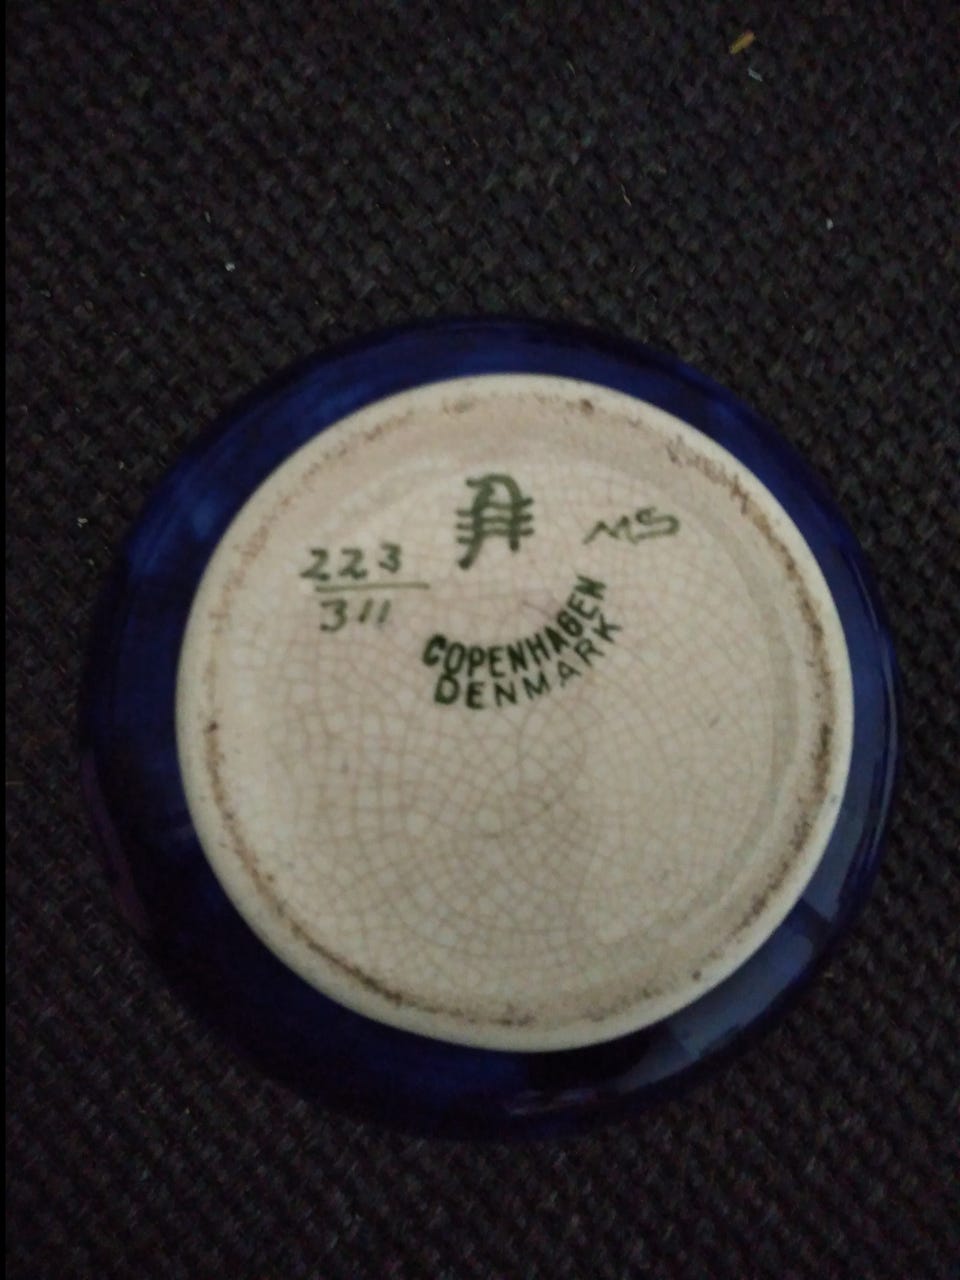 A
MS
223
311
COPENHAGEN
DENMARK